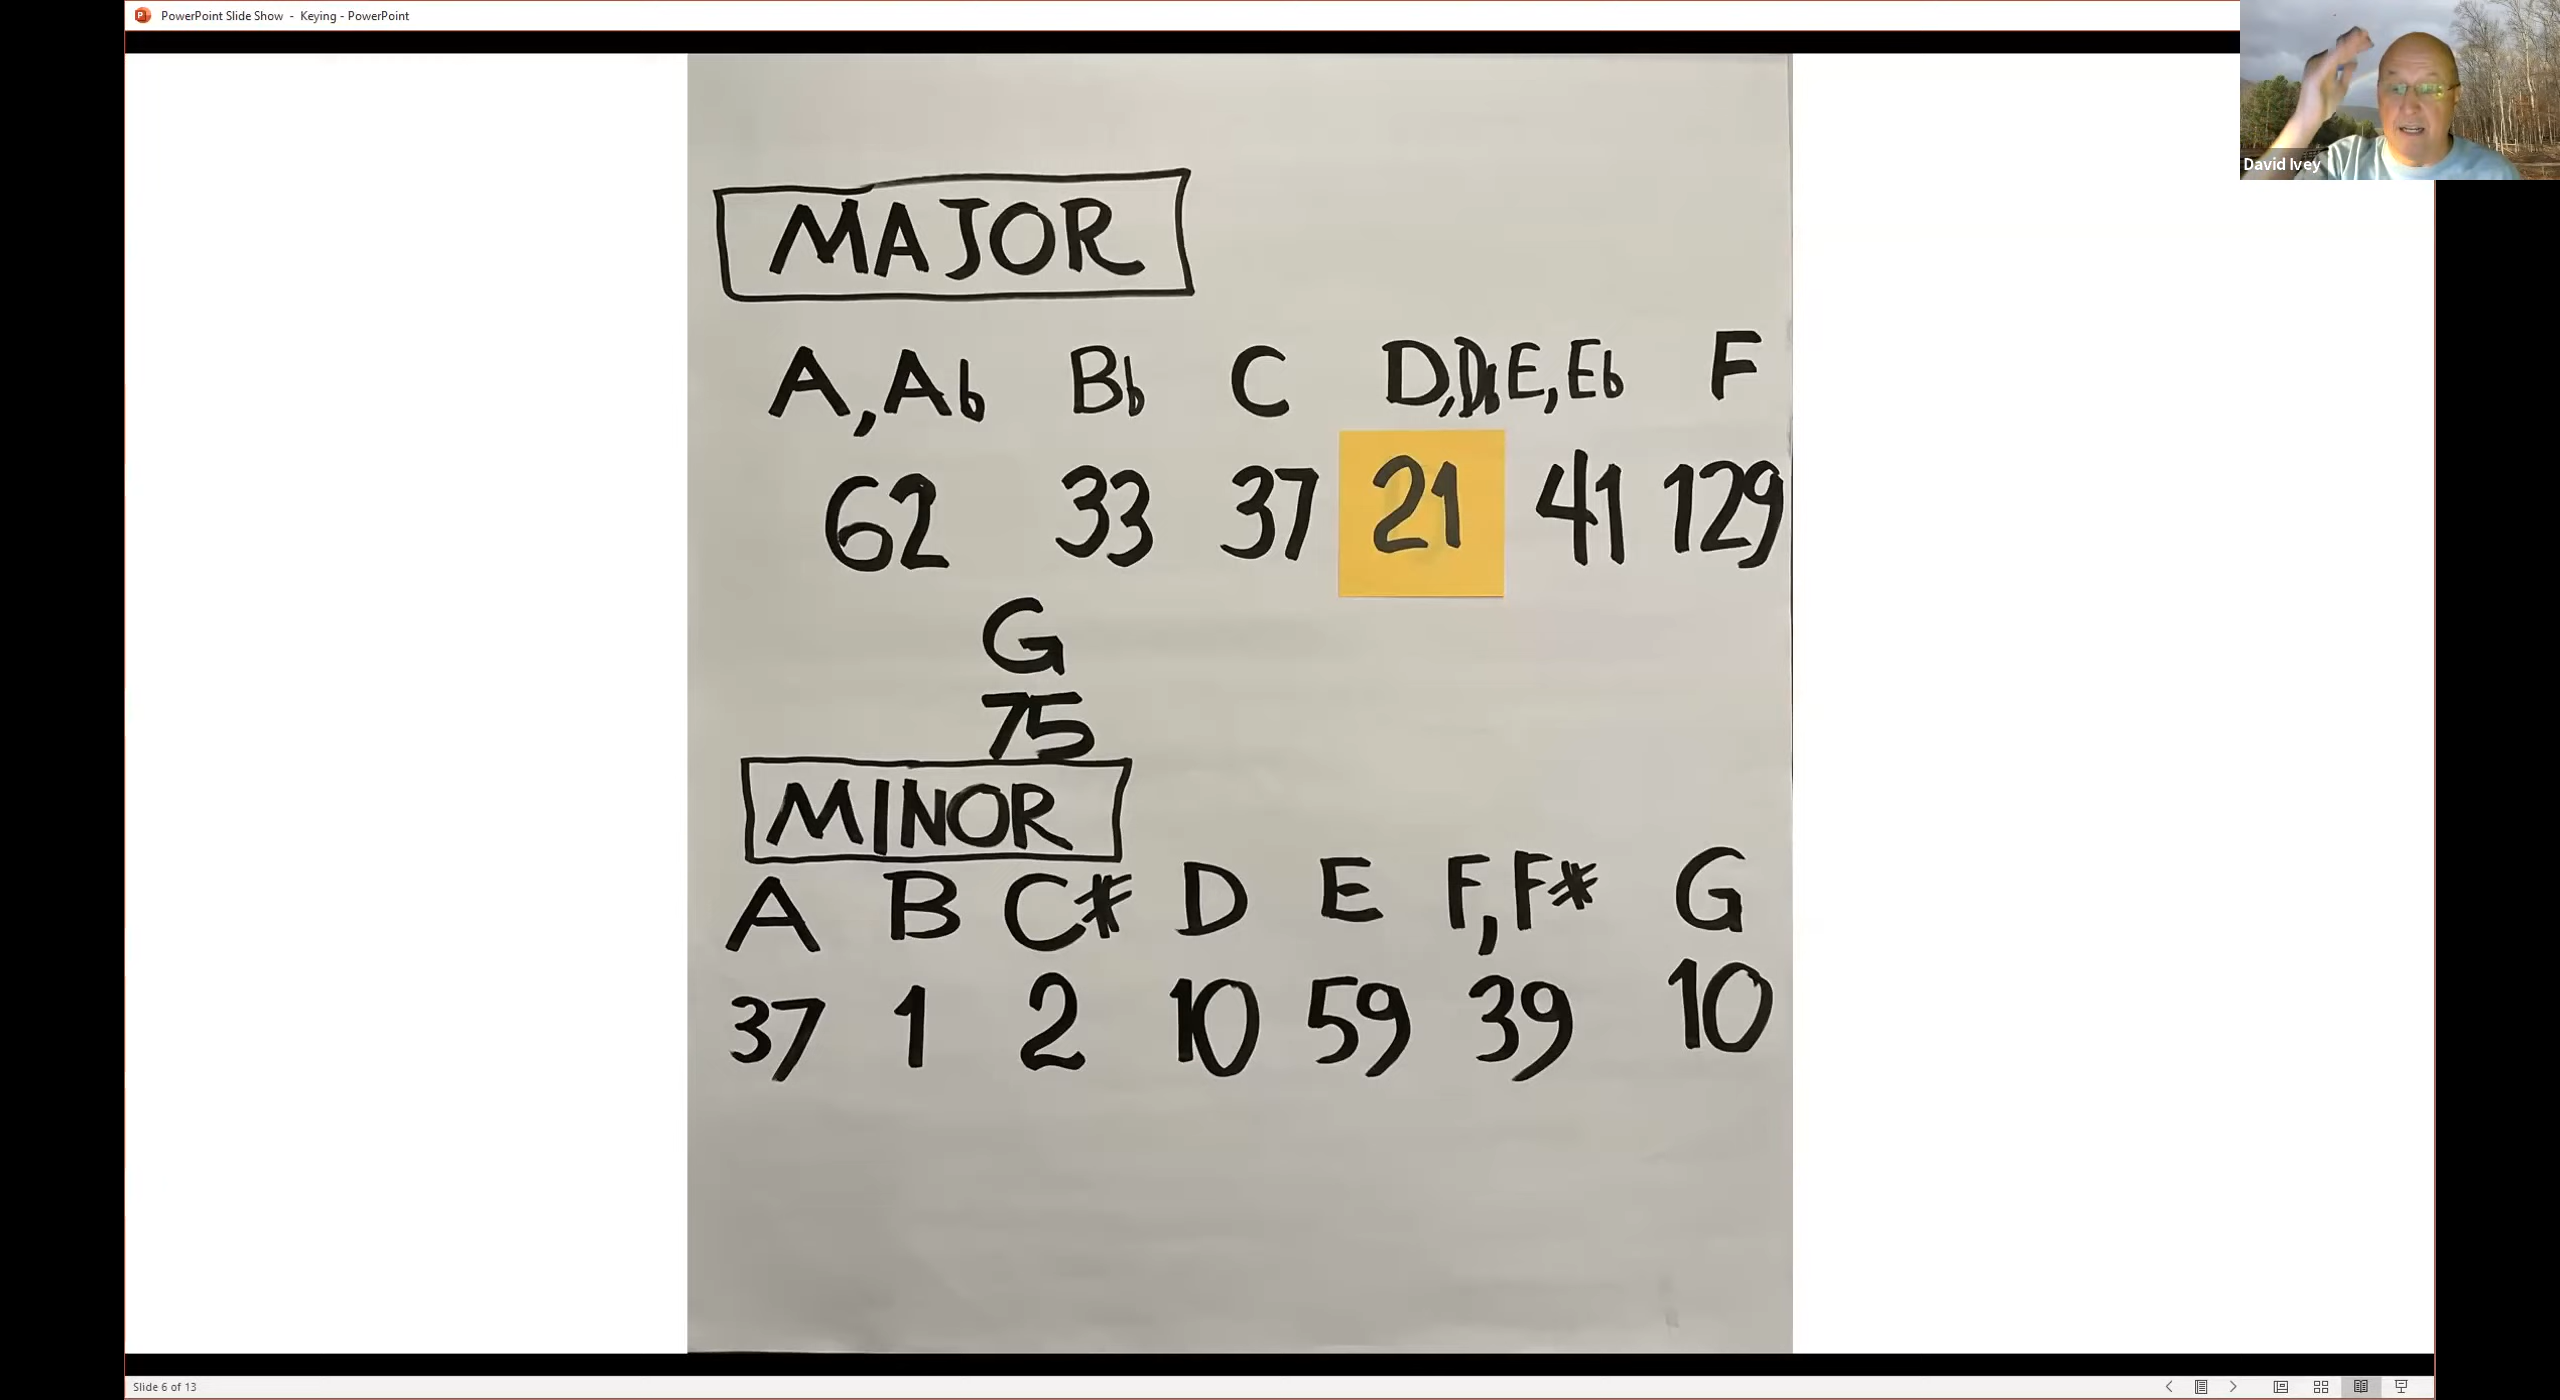 PowerPoint Slide Show - Keying - PowerPoint
David Ivey
MAJOR
A, Ab Bb C D, Db E, Eb F
62 33 37 21 41 129
G
75
MINOR
A B C# D E F, F# G
37 1 2 10 59 39 10
Slide 6 of 13